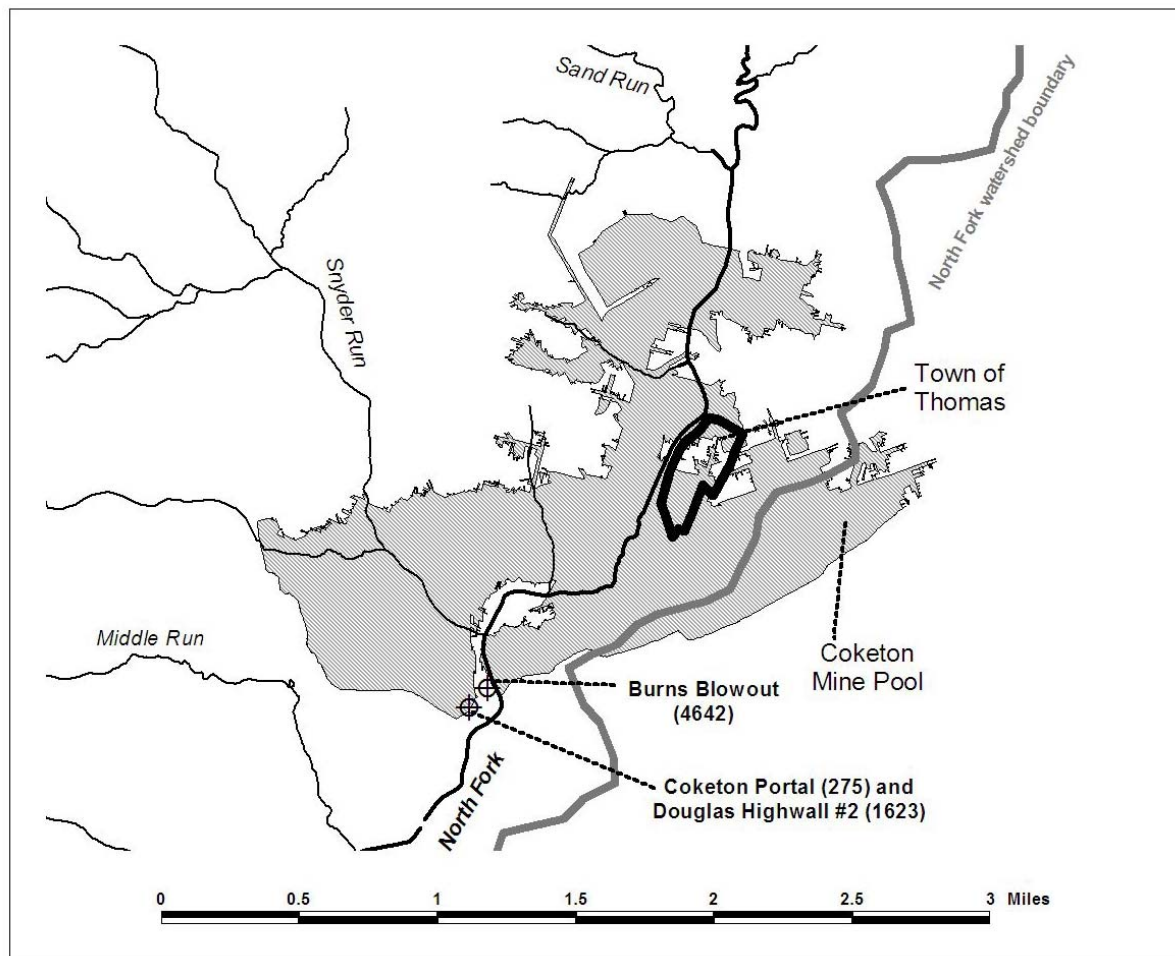 Sand Run
North Fork watershed boundary
Snyder Run
Town of
Thomas
Middle Run
Coketon
Mine Pool
Burns Blowout
(4642)
Coketon Portal (275) and
Douglas Highwall #2 (1623)
North Fork
0 0.5 1 1.5 2 2.5 3 Miles